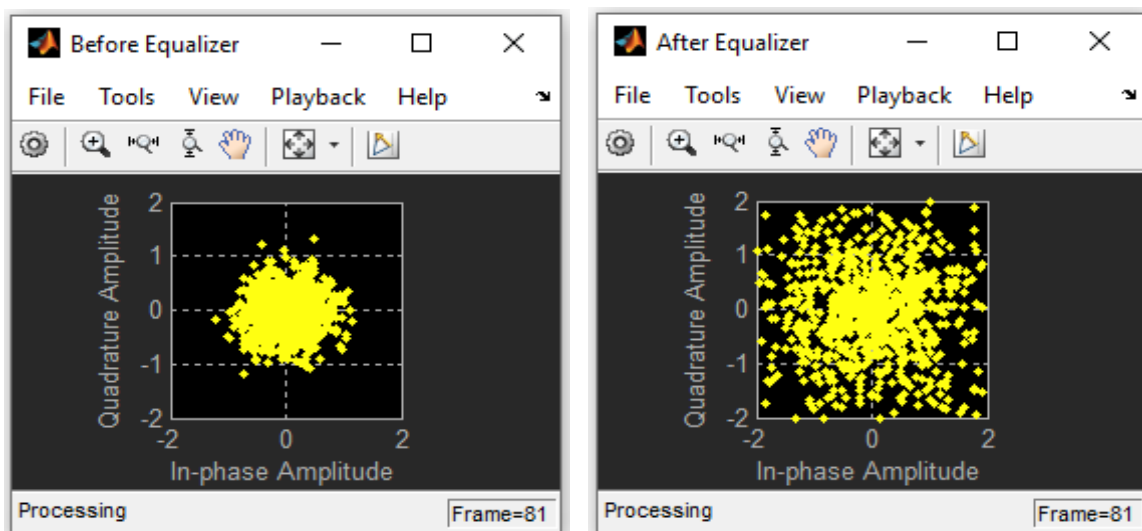 Before Equalizer
File Tools View Playback Help
Quadrature Amplitude
2
1
0
-1
-2
-2 0 2
In-phase Amplitude
Processing Frame=81
After Equalizer
File Tools View Playback Help
Quadrature Amplitude
2
1
0
-1
-2
-2 0 2
In-phase Amplitude
Processing Frame=81